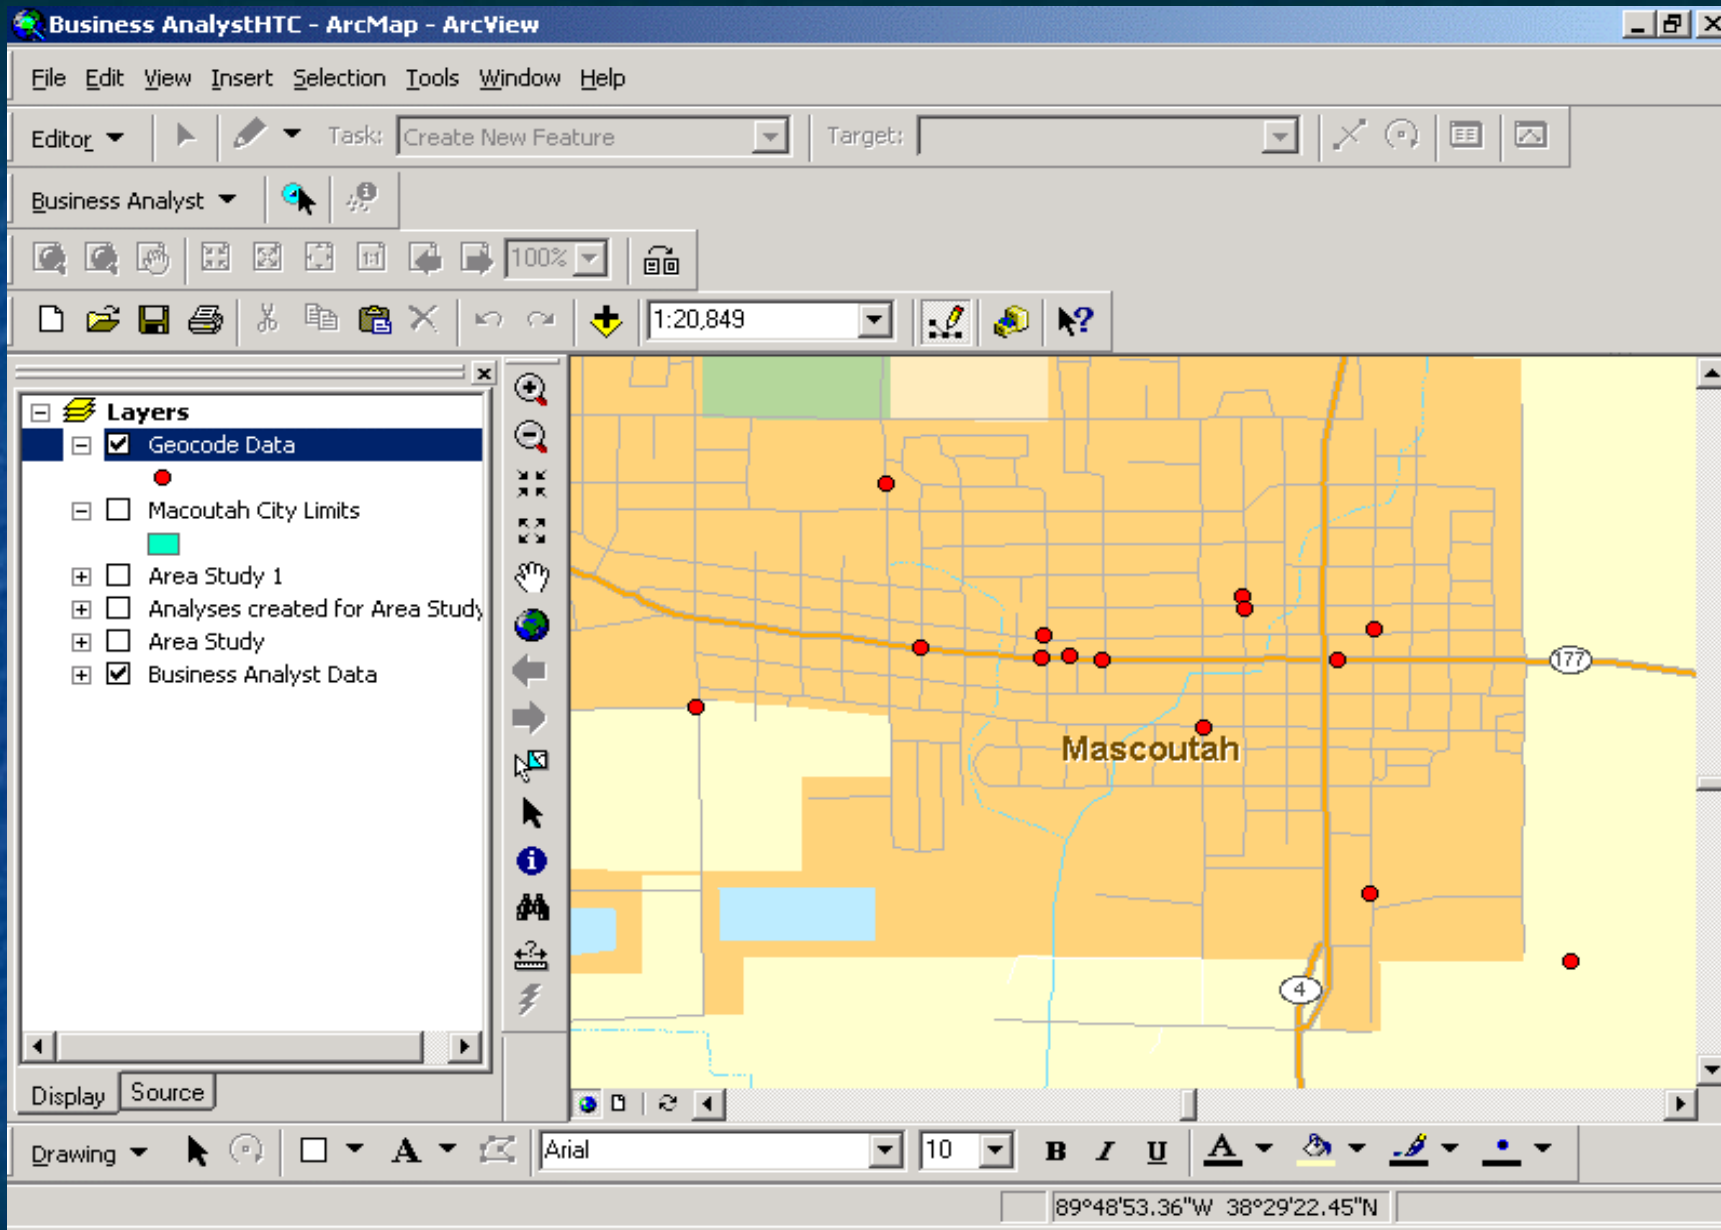 Business AnalystHTC - ArcMap - ArcView
File Edit View Insert Selection Tools Window Help
Editor Task: Create New Feature Target:
Business Analyst
1:1 100%
1:20,849
Layers
Geocode Data
Macoutah City Limits
Area Study 1
Analyses created for Area Study
Area Study
Business Analyst Data
177
Mascoutah
4
Display Source
Drawing A Arial 10 B I U A
89°48'53.36"W 38°29'22.45"N